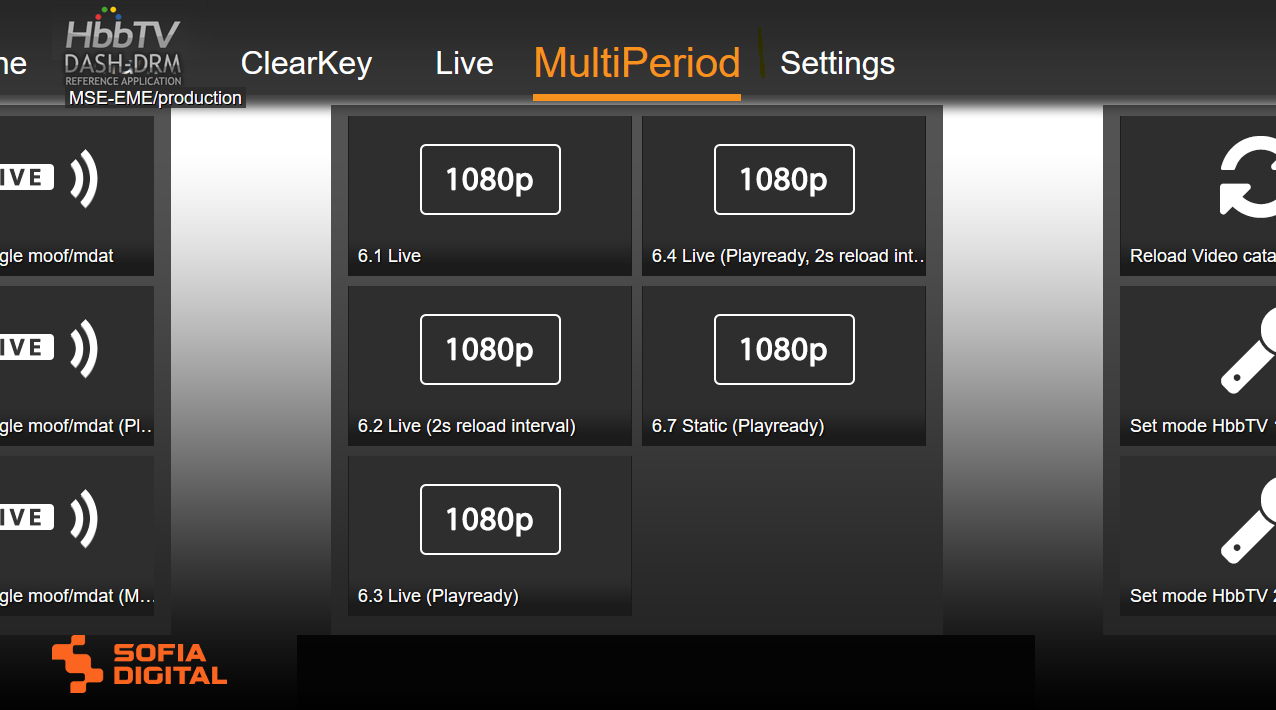 ne
HbbTV
DASH-DRM
REFERENCE APPLICATION
MSE-EME/production
ClearKey
Live
MultiPeriod
Settings
IVE
gle moof/mdat
1080p
6.1 Live
1080p
6.4 Live (Playready, 2s reload int...
Reload Video cata
IVE
gle moof/mdat (Pl...
1080p
6.2 Live (2s reload interval)
1080p
6.7 Static (Playready)
Set mode HbbTV
IVE
gle moof/mdat (M...
1080p
6.3 Live (Playready)
Set mode HbbTV 2
SOFIA
DIGITAL